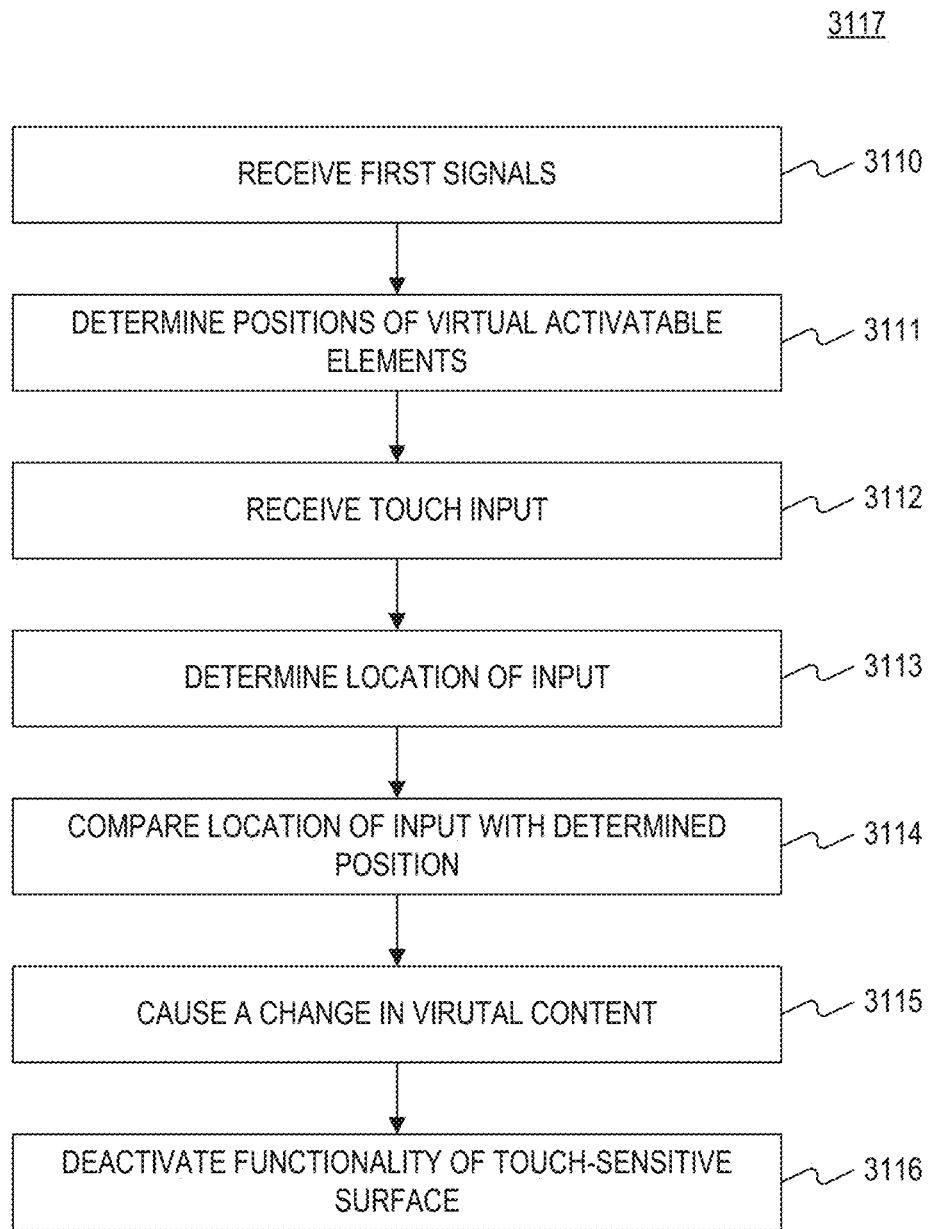 3117
RECEIVE FIRST SIGNALS
3110
DETERMINE POSITIONS OF VIRTUAL ACTIVATABLE
ELEMENTS
3111
RECEIVE TOUCH INPUT
3112
DETERMINE LOCATION OF INPUT
3113
COMPARE LOCATION OF INPUT WITH DETERMINED
POSITION
3114
CAUSE A CHANGE IN VIRUTAL CONTENT
3115
DEACTIVATE FUNCTIONALITY OF TOUCH-SENSITIVE
SURFACE
3116